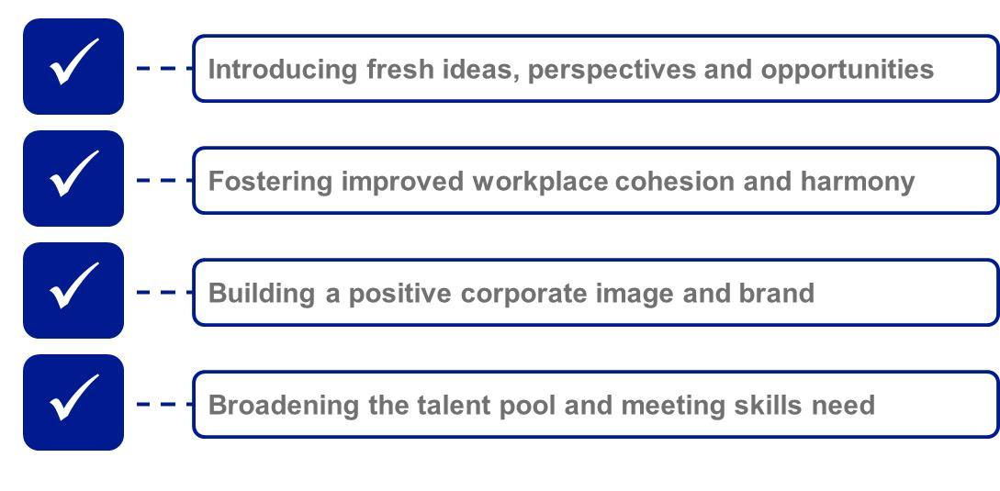 Introducing fresh ideas, perspectives and opportunities
Fostering improved workplace cohesion and harmony
Building a positive corporate image and brand
Broadening the talent pool and meeting skills need